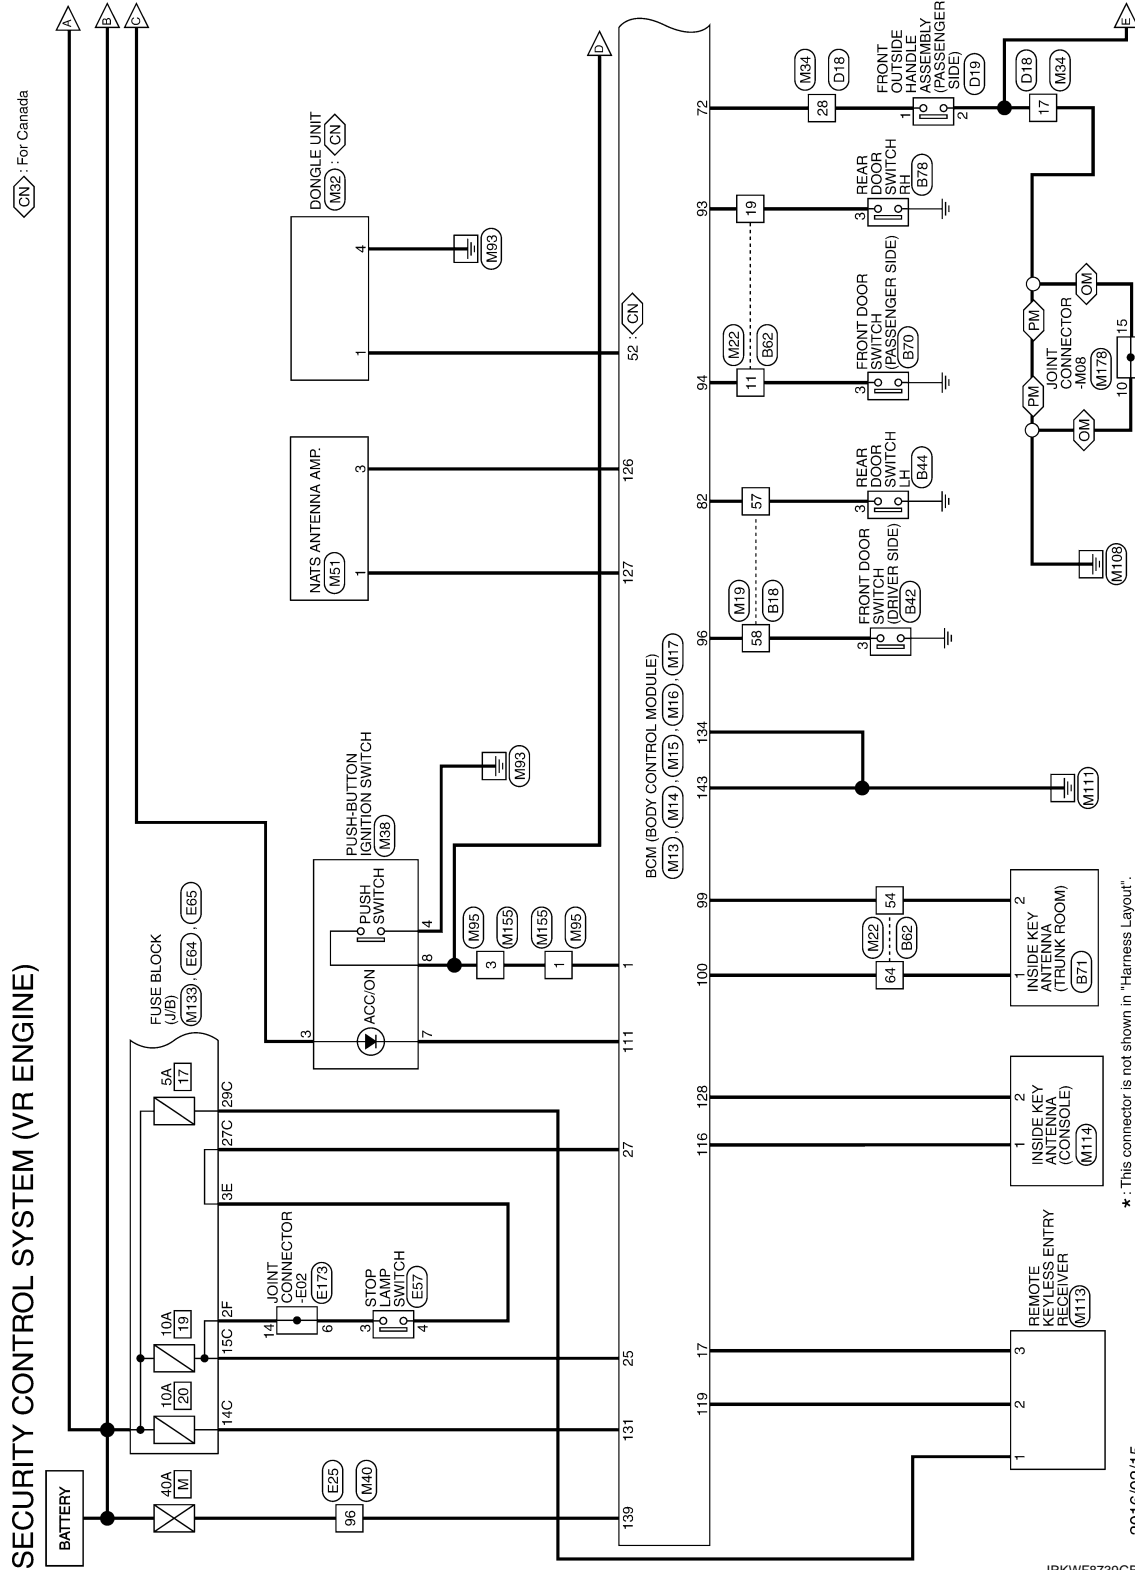 SECURITY CONTROL SYSTEM (VR ENGINE)
CN : For Canada
A
B
C
BATTERY
40A
M
10A
20
10A
19
5A
17
FUSE BLOCK
(J/B)
M133 , E64 , E65
14C
15C
2F
3E
27C
29C
E25
M40
96
14
JOINT
CONNECTOR
-E02
E173
6
3
STOP
LAMP
SWITCH
E57
4
3
PUSH-BUTTON
IGNITION SWITCH
M38
ACC/ON
PUSH
SWITCH
7
8
4
M93
3
M95
M155
1
M155
M95
NATS ANTENNA AMP.
M51
1
3
DONGLE UNIT
M32 : CN
1
4
M93
D
139
131
25
27
111
1
127
126
52 : CN
BCM (BODY CONTROL MODULE)
M13 , M14 , M15 , M16 , M17
119
17
116
128
100
99
143
134
96
82
94
93
72
1
2
3
REMOTE
KEYLESS ENTRY
RECEIVER
M113
1
2
INSIDE KEY
ANTENNA
(CONSOLE)
M114
64
54
M22
B62
1
2
INSIDE KEY
ANTENNA
(TRUNK ROOM)
B71
M111
58
57
M19
B18
3
FRONT DOOR
SWITCH
(DRIVER SIDE)
B42
3
REAR
DOOR
SWITCH
LH
B44
11
19
M22
B62
3
FRONT DOOR
SWITCH
(PASSENGER SIDE)
B70
3
REAR
DOOR
SWITCH
RH
B78
28
M34
D18
1
2
FRONT
OUTSIDE
HANDLE
ASSEMBLY
(PASSENGER
SIDE)
D19
17
D18
M34
E
M108
PM
PM
OM
OM
JOINT
CONNECTOR
-M08
M178
10
15
* : This connector is not shown in "Harness Layout".